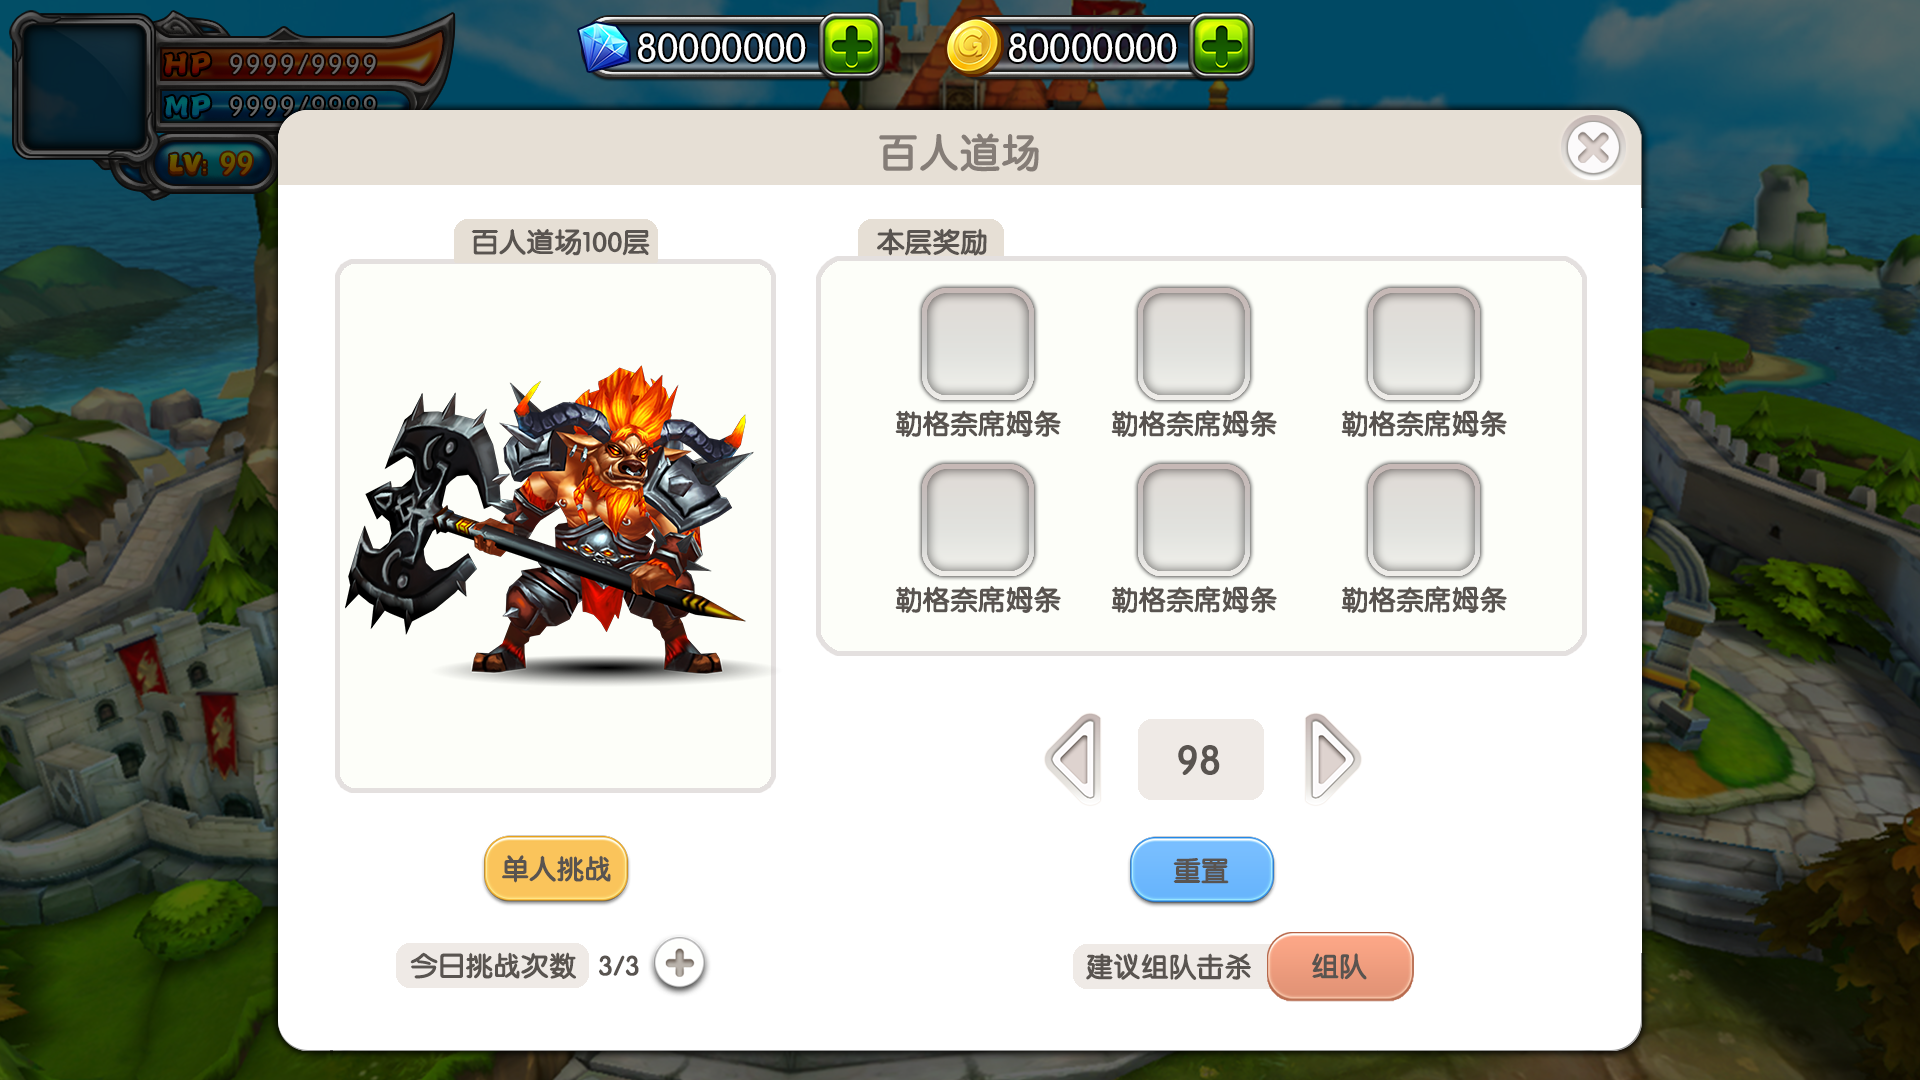 HP 9999/9999
MP 9999/9999
LV: 99
80000000
80000000
百人道场
百人道场100层
本层奖励
勒格奈席姆条
勒格奈席姆条
勒格奈席姆条
勒格奈席姆条
勒格奈席姆条
勒格奈席姆条
98
单人挑战
重置
今日挑战次数 3/3
建议组队击杀
组队